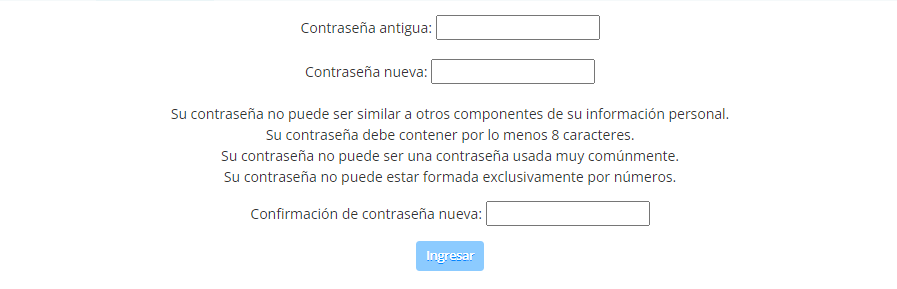 Contraseña antigua:
Contraseña nueva:
Su contraseña no puede ser similar a otros componentes de su información personal.
Su contraseña debe contener por lo menos 8 caracteres.
Su contraseña no puede ser una contraseña usada muy comúnmente.
Su contraseña no puede estar formada exclusivamente por números.
Confirmación de contraseña nueva:
Ingresar